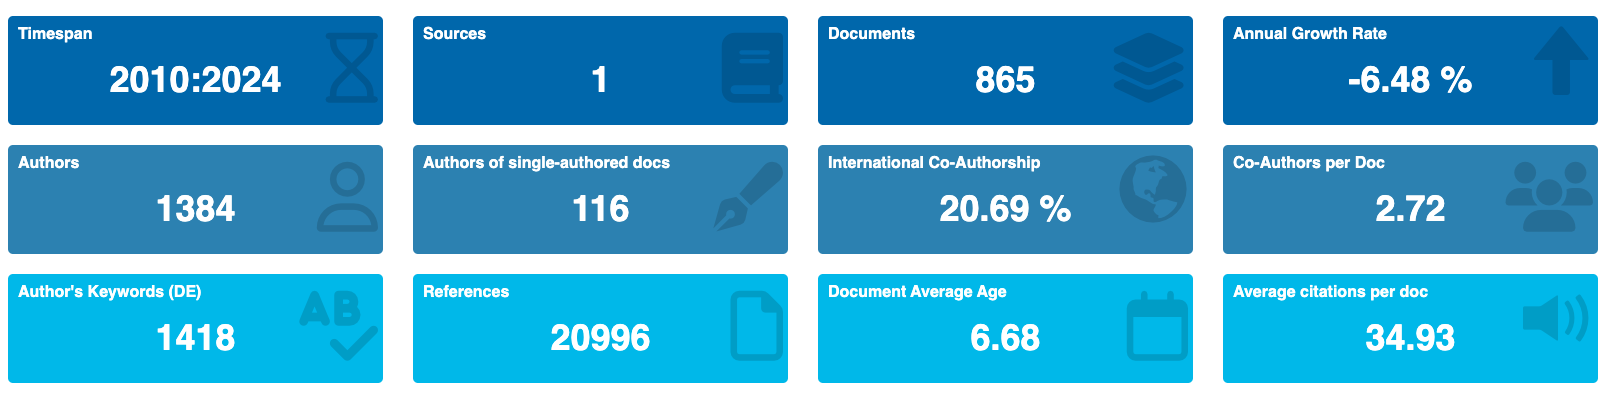 Timespan
2010:2024
Sources
1
Documents
865
Annual Growth Rate
-6.48 %
Authors
1384
Authors of single-authored docs
116
International Co-Authorship
20.69 %
Co-Authors per Doc
2.72
Author's Keywords (DE)
1418
AB
References
20996
Document Average Age
6.68
Average citations per doc
34.93